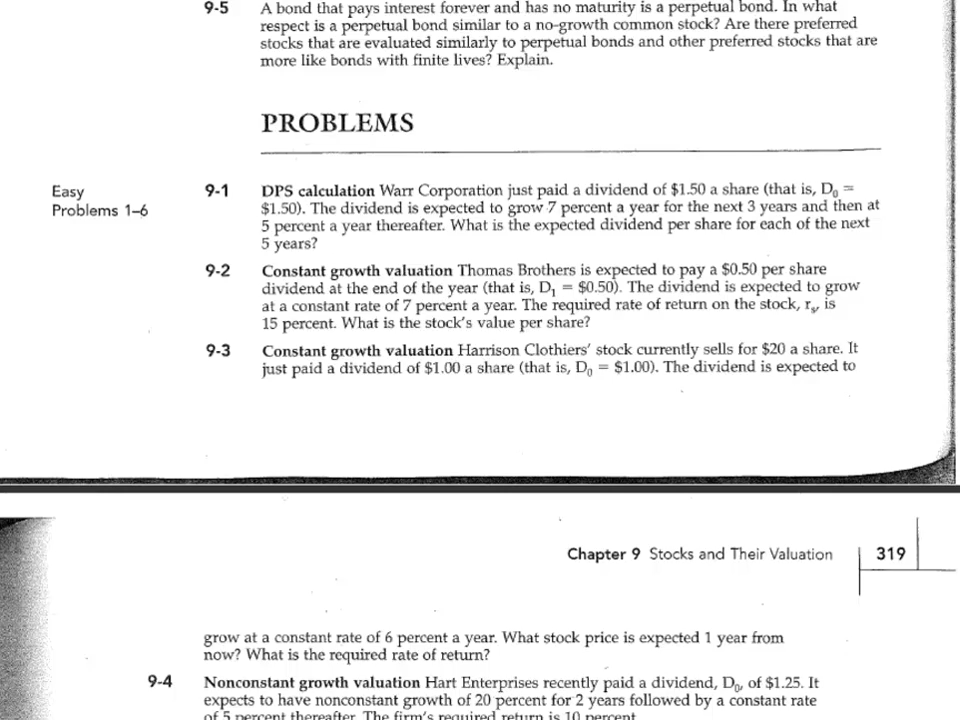 9-5 A bond that pays interest forever and has no maturity is a perpetual bond. In what
respect is a perpetual bond similar to a no-growth common stock? Are there preferred
stocks that are evaluated similarly to perpetual bonds and other preferred stocks that are
more like bonds with finite lives? Explain.
PROBLEMS
Easy
Problems 1–6
9-1 DPS calculation Warr Corporation just paid a dividend of $1.50 a share (that is, D₀ =
$1.50). The dividend is expected to grow 7 percent a year for the next 3 years and then at
5 percent a year thereafter. What is the expected dividend per share for each of the next
5 years?
9-2 Constant growth valuation Thomas Brothers is expected to pay a $0.50 per share
dividend at the end of the year (that is, D₁ = $0.50). The dividend is expected to grow
at a constant rate of 7 percent a year. The required rate of return on the stock, rₛ, is
15 percent. What is the stock's value per share?
9-3 Constant growth valuation Harrison Clothiers' stock currently sells for $20 a share. It
just paid a dividend of $1.00 a share (that is, D₀ = $1.00). The dividend is expected to
Chapter 9 Stocks and Their Valuation 319
grow at a constant rate of 6 percent a year. What stock price is expected 1 year from
now? What is the required rate of return?
9-4 Nonconstant growth valuation Hart Enterprises recently paid a dividend, D₀, of $1.25. It
expects to have nonconstant growth of 20 percent for 2 years followed by a constant rate
of 5 percent thereafter. The firm's required return is 10 percent.